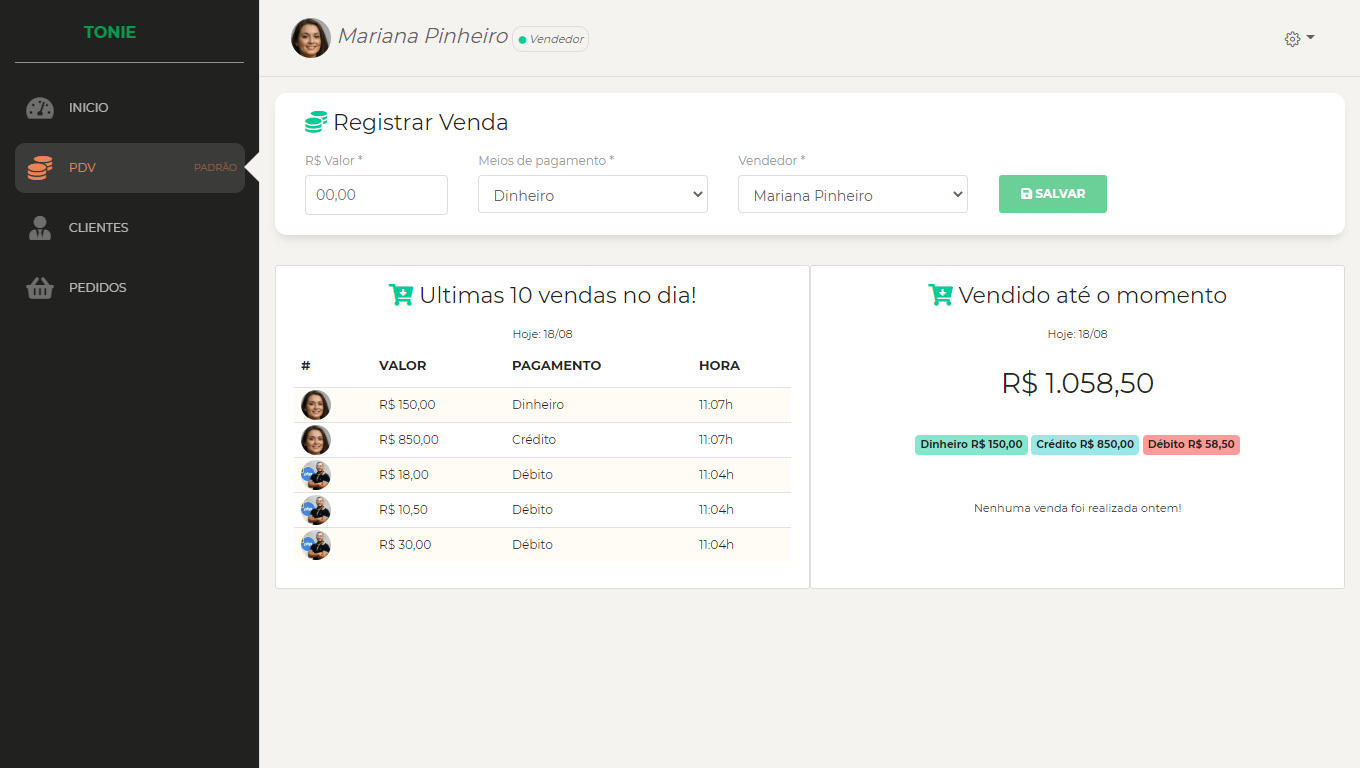 TONIE
INICIO
PDV PADRÃO
CLIENTES
PEDIDOS
Mariana Pinheiro Vendedor
Registrar Venda
R$ Valor * Meios de pagamento * Vendedor *
00,00 Dinheiro Mariana Pinheiro SALVAR
Ultimas 10 vendas no dia!
Hoje: 18/08
# VALOR PAGAMENTO HORA
R$ 150,00 Dinheiro 11:07h
R$ 850,00 Crédito 11:07h
R$ 18,00 Débito 11:04h
R$ 10,50 Débito 11:04h
R$ 30,00 Débito 11:04h
Vendido até o momento
Hoje: 18/08
R$ 1.058,50
Dinheiro R$ 150,00 Crédito R$ 850,00 Débito R$ 58,50
Nenhuma venda foi realizada ontem!